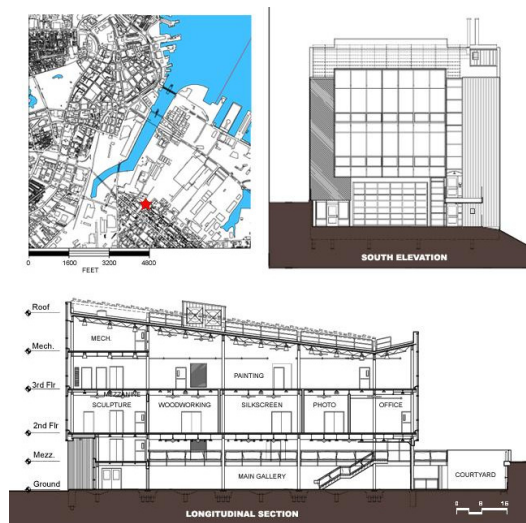 0 1600 3200 4800
FEET
SOUTH ELEVATION
Roof
MECH.
Mech.
PAINTING
3rd Flr
MEZZANINE
SCULPTURE WOODWORKING SILKSCREEN PHOTO OFFICE
2nd Flr
Mezz.
MAIN GALLERY COURTYARD
Ground
0 8 16
LONGITUDINAL SECTION